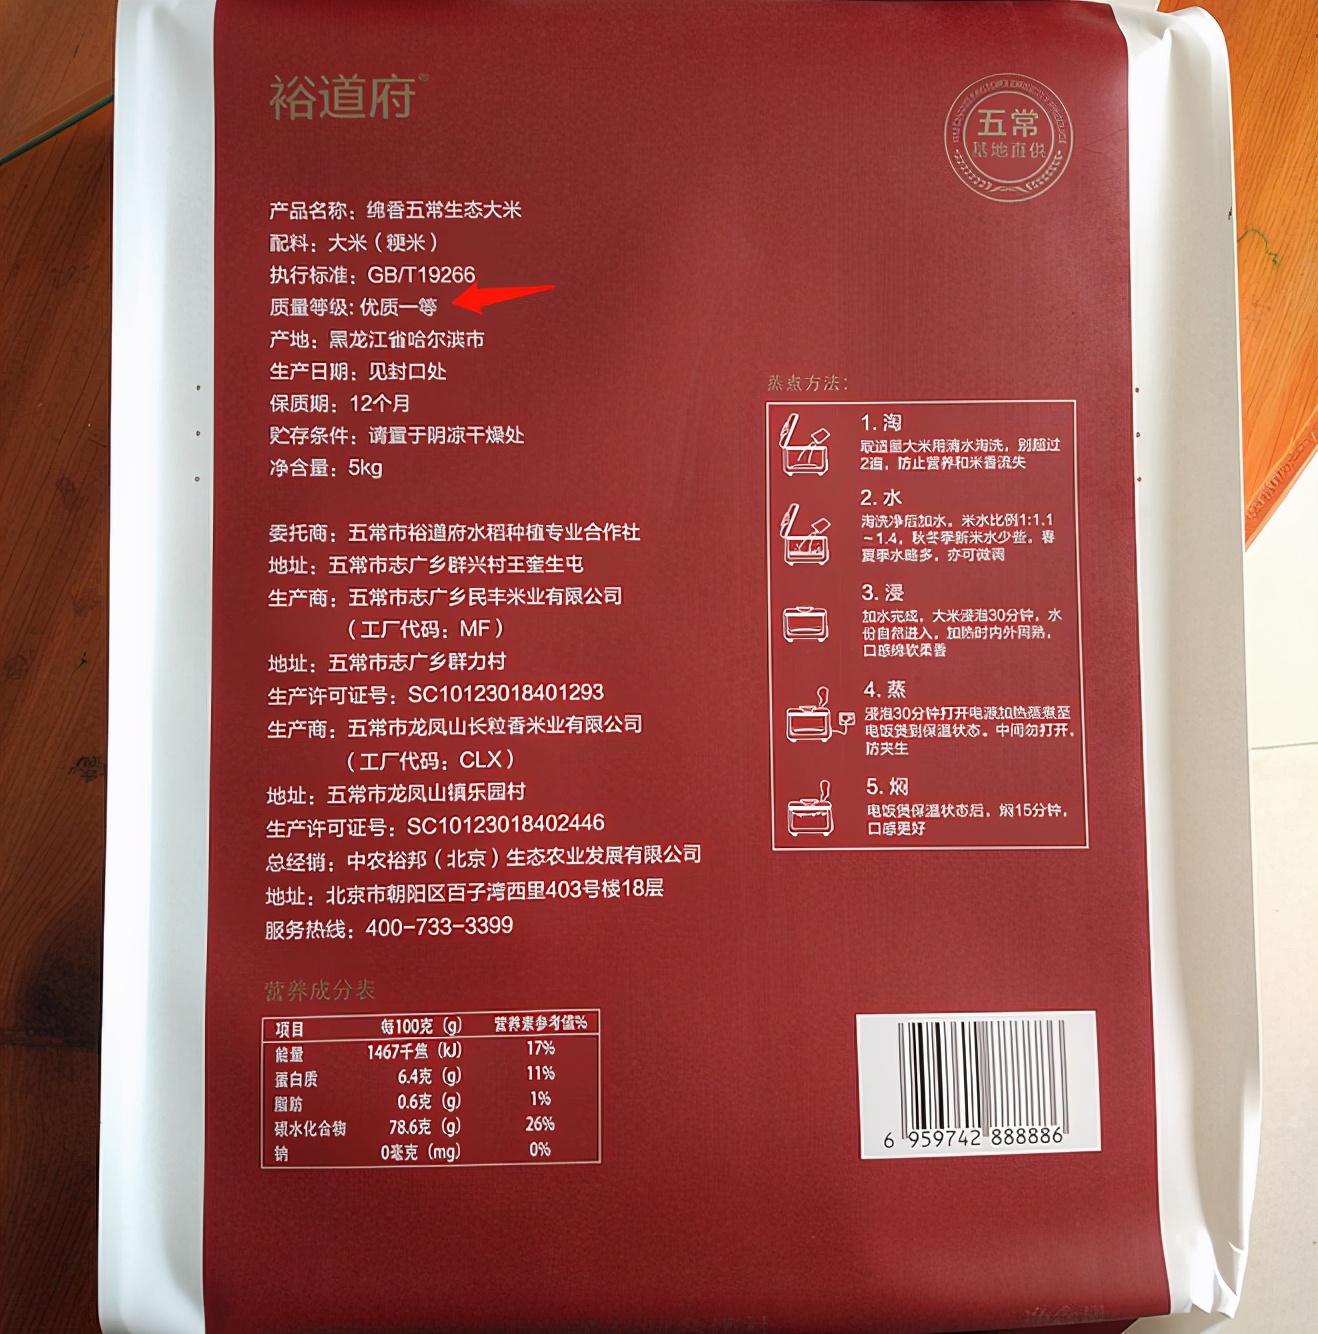 裕道府®
五常
基地直供
产品名称：绵香五常生态大米
配料：大米（粳米）
执行标准：GB/T19266
质量等级：优质一等
产地：黑龙江省哈尔滨市
生产日期：见封口处
保质期：12个月
贮存条件：请置于阴凉干燥处
净含量：5kg
委托商：五常市裕道府水稻种植专业合作社
地址：五常市志广乡群兴村王奎生屯
生产商：五常市志广乡民丰米业有限公司
（工厂代码：MF）
地址：五常市志广乡群力村
生产许可证号：SC10123018401293
生产商：五常市龙凤山长粒香米业有限公司
（工厂代码：CLX）
地址：五常市龙凤山镇乐园村
生产许可证号：SC10123018402446
总经销：中农裕邦（北京）生态农业发展有限公司
地址：北京市朝阳区百子湾西里403号楼18层
服务热线：400-733-3399
蒸煮方法：
1. 淘
取适量大米用清水淘洗，别超过
2遍，防止营养和米香流失
2. 水
淘洗净后加水，米水比例1:1.1
~1.4，秋冬季新米水少些，春
夏季水略多，亦可微调
3. 浸
加水完成，大米浸泡30分钟，水
份自然进入，加热时内外同熟，
口感绵软柔香
4. 蒸
浸泡30分钟打开电源加热蒸煮至
电饭煲到保温状态。中间勿打开，
防夹生
5. 焖
电饭煲保温状态后，焖15分钟，
口感更好
营养成分表
项目 每100克（g） 营养素参考值%
能量 1467千焦（kJ） 17%
蛋白质 6.4克（g） 11%
脂肪 0.6克（g） 1%
碳水化合物 78.6克（g） 26%
钠 0毫克（mg） 0%
6 959742 888886